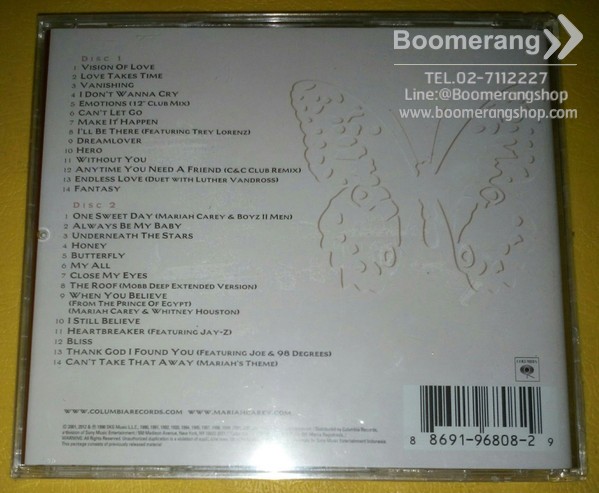 Boomerang
TEL.02-7112227
Line:@Boomerangshop
www.boomerangshop.com
Disc 1
1 Vision Of Love
2 Love Takes Time
3 Vanishing
4 I Don't Wanna Cry
5 Emotions (12" Club Mix)
6 Can't Let Go
7 Make It Happen
8 I'll Be There (Featuring Trey Lorenz)
9 Dreamlover
10 Hero
11 Without You
12 Anytime You Need A Friend (C&C Club Remix)
13 Endless Love (Duet with Luther Vandross)
14 Fantasy
Disc 2
1 One Sweet Day (Mariah Carey & Boyz II Men)
2 Always Be My Baby
3 Underneath The Stars
4 Honey
5 Butterfly
6 My All
7 Close My Eyes
8 The Roof (Mobb Deep Extended Version)
9 When You Believe
(From The Prince Of Egypt)
(Mariah Carey & Whitney Houston)
10 I Still Believe
11 Heartbreaker (Featuring Jay-Z)
12 Bliss
13 Thank God I Found You (Featuring Joe & 98 Degrees)
14 Can't Take That Away (Mariah's Theme)
COLUMBIA
www.columbiarecords.com www.mariahcarey.com
8 8691-96808-2 9